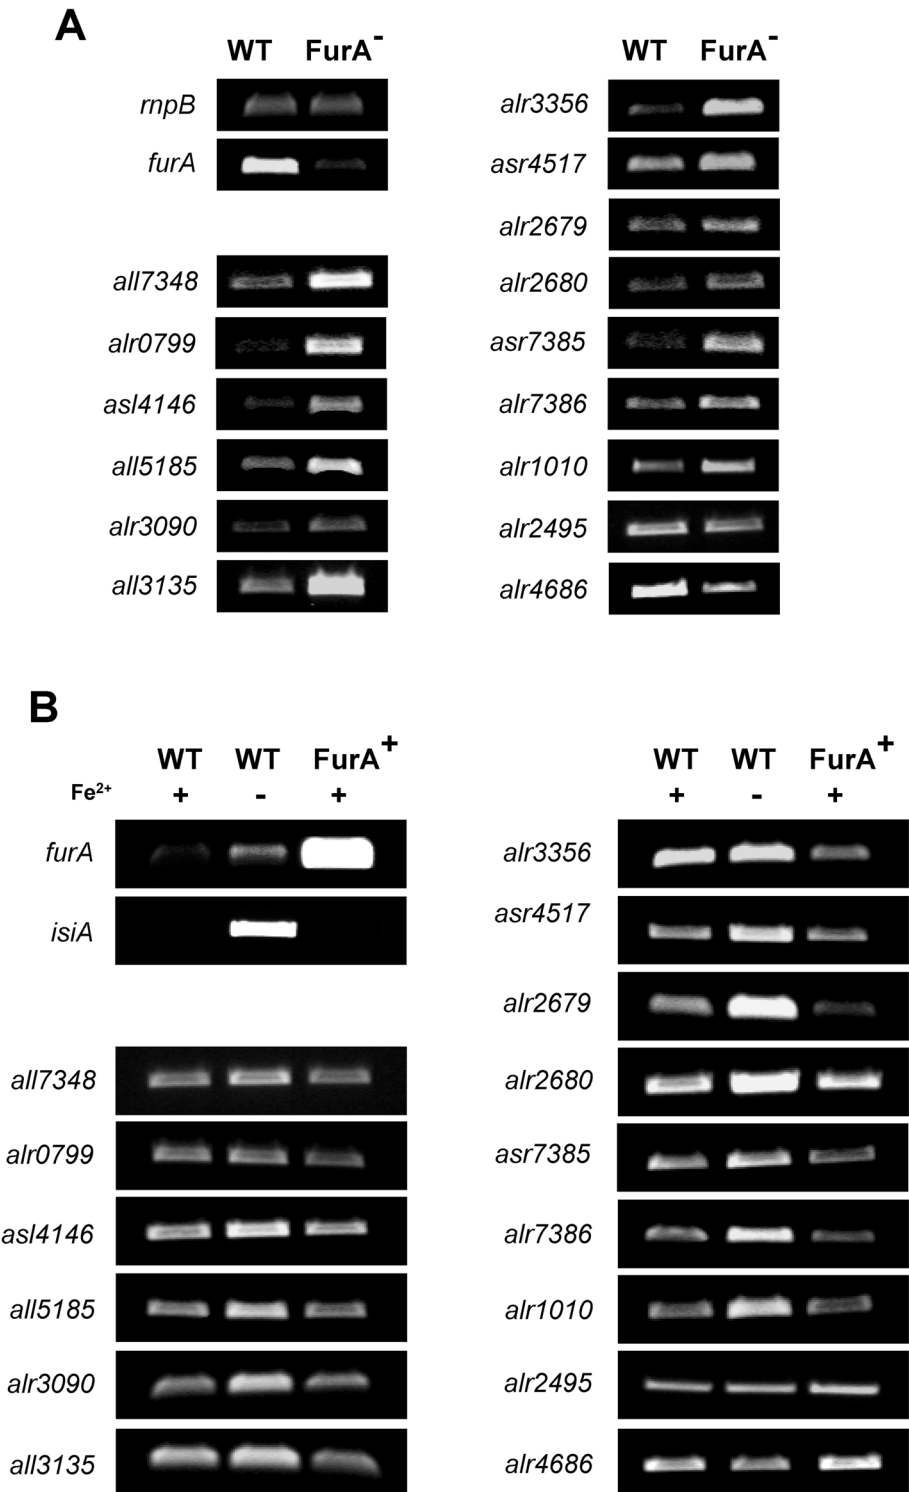 A
WT FurA-
rnpB
furA
all7348
alr0799
asl4146
all5185
alr3090
all3135
WT FurA-
alr3356
asr4517
alr2679
alr2680
asr7385
alr7386
alr1010
alr2495
alr4686
B
WT WT FurA+
Fe2+ + - +
furA
isiA
all7348
alr0799
asl4146
all5185
alr3090
all3135
WT WT FurA+
+ - +
alr3356
asr4517
alr2679
alr2680
asr7385
alr7386
alr1010
alr2495
alr4686